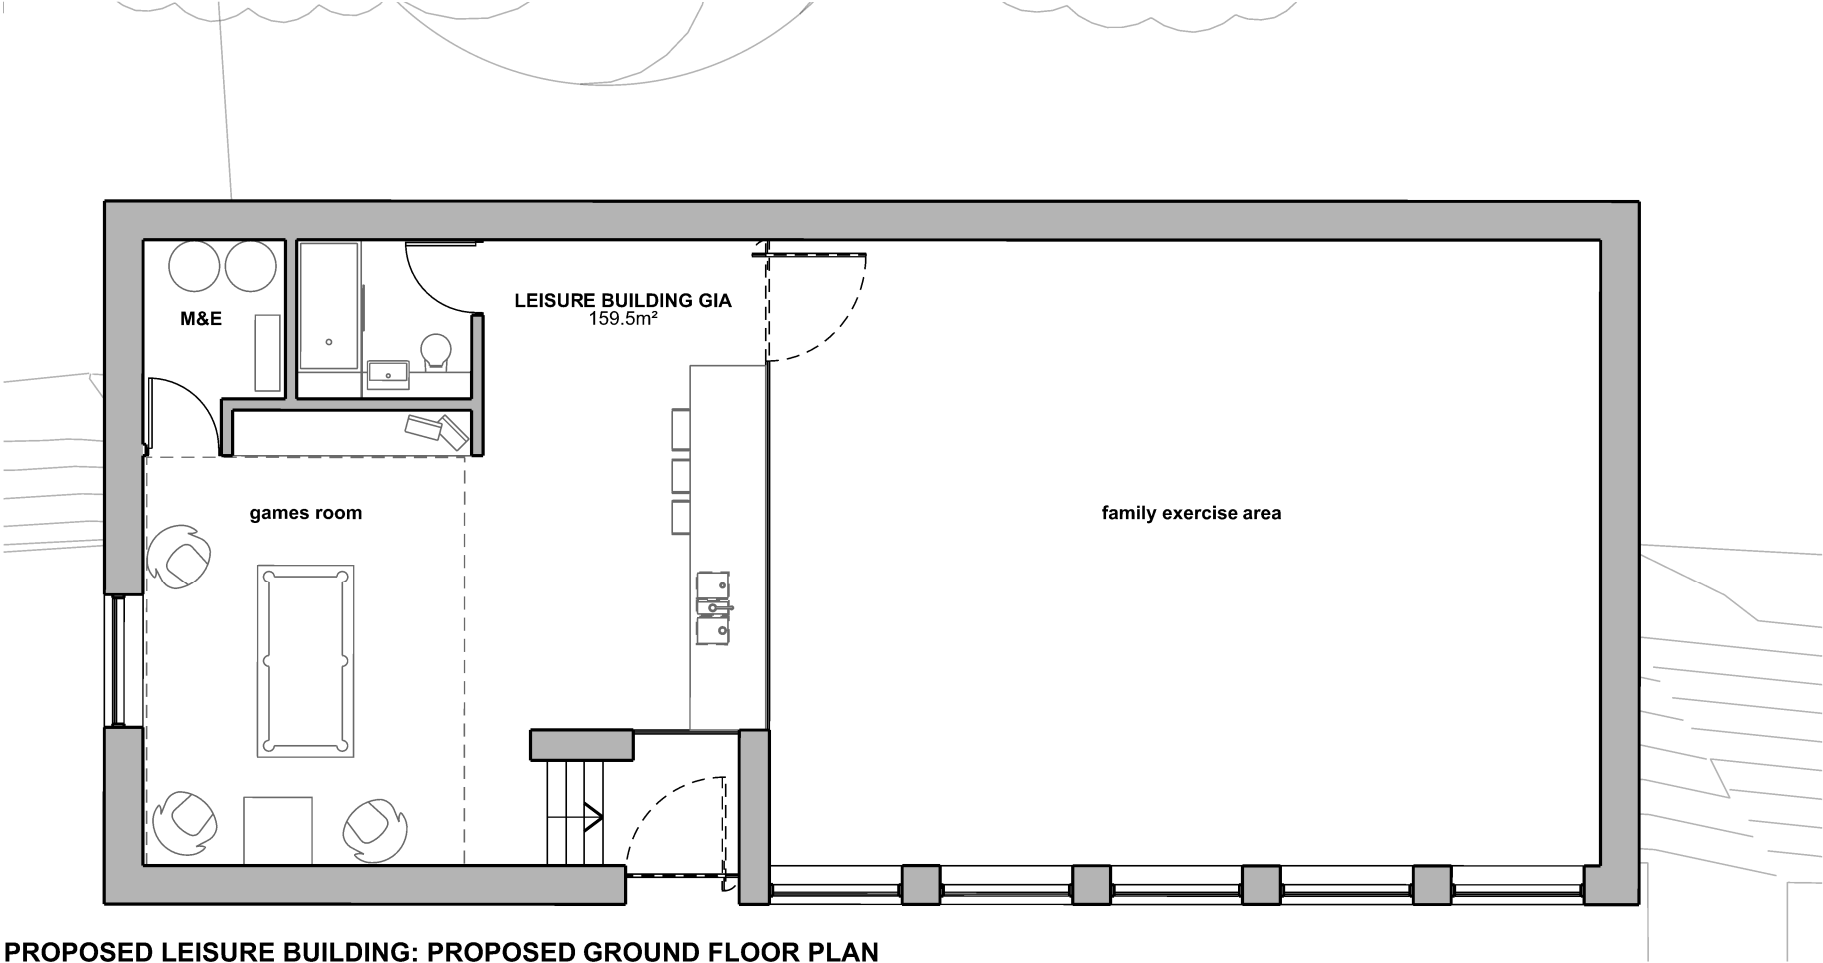 LEISURE BUILDING GIA
159.5m²
M&E
games room
family exercise area
PROPOSED LEISURE BUILDING: PROPOSED GROUND FLOOR PLAN